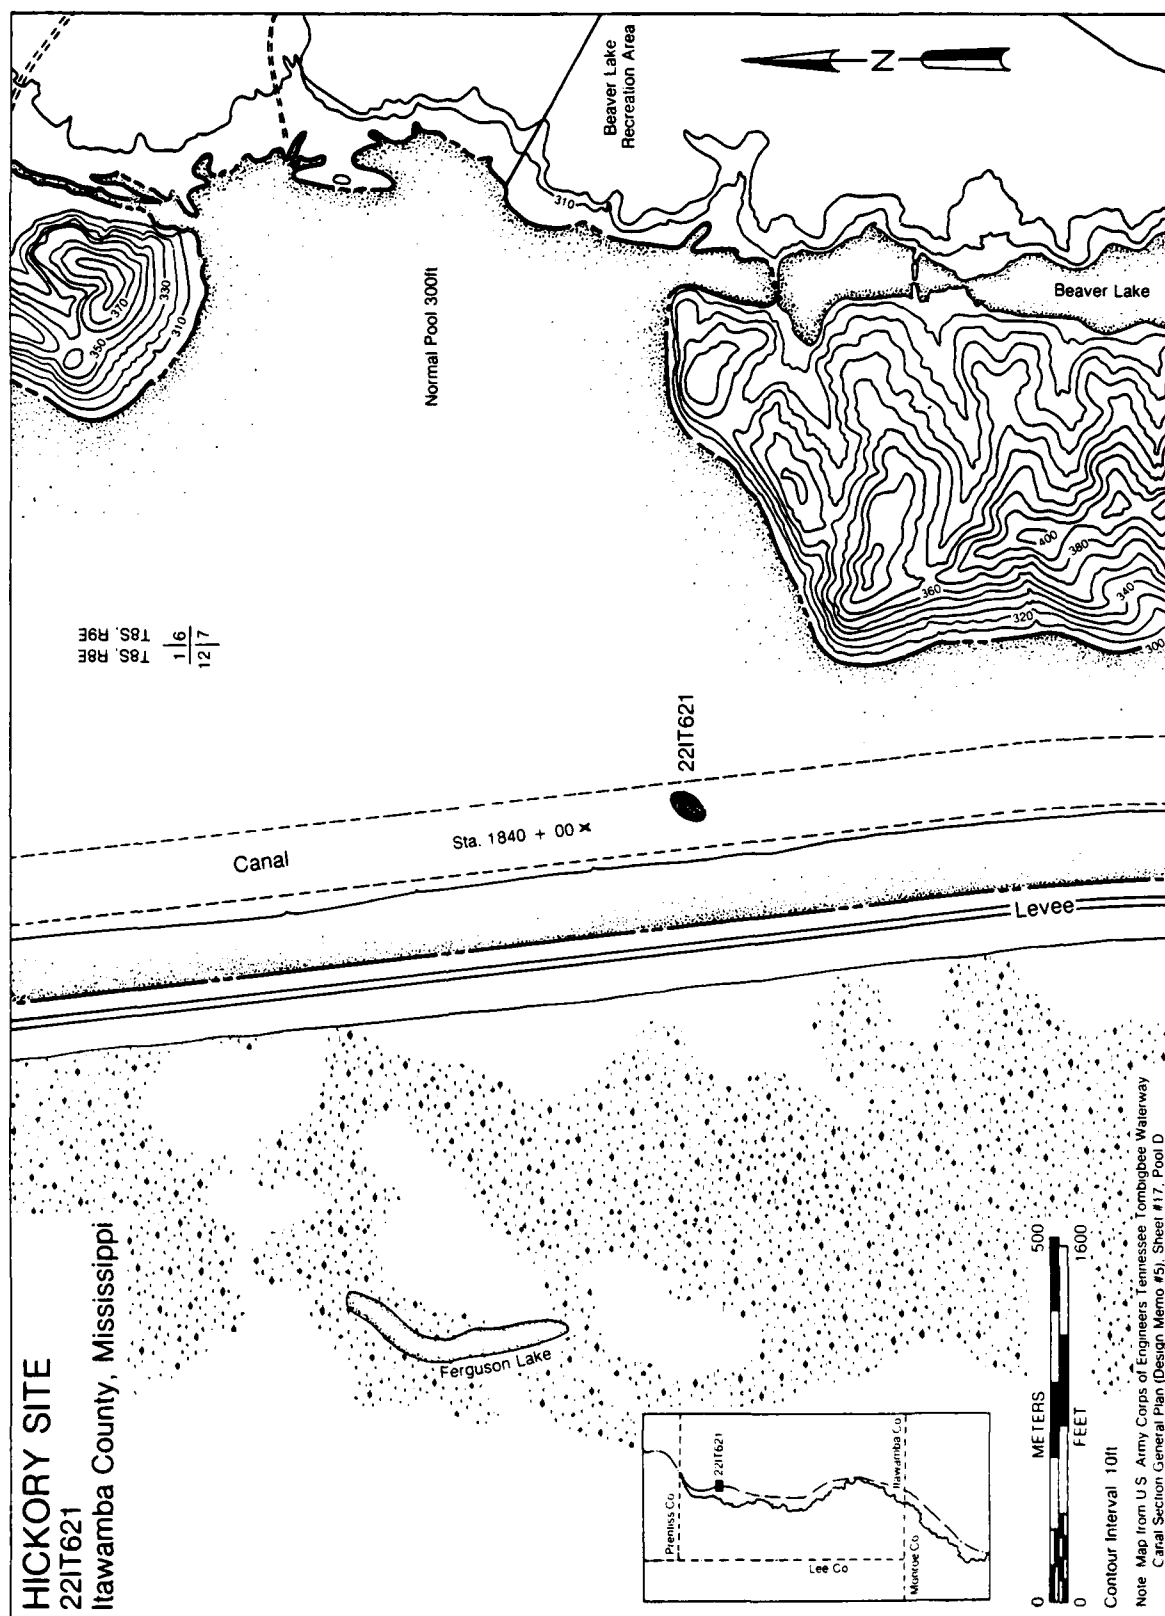 HICKORY SITE
22IT621
Itawamba County, Mississippi
T8S. R8E
T8S. R9E
1 6
12 7
350
370
330
310
Normal Pool 300ft
Beaver Lake
Recreation Area
N
310
Beaver Lake
400
380
360
340
320
300
Canal
Sta. 1840 + 00
22IT621
Levee
Ferguson Lake
Prentiss Co
22IT621
Lee Co
Itawamba Co
Monroe Co
METERS
0 500
0 1600
FEET
Contour Interval 10ft
Note Map from U S Army Corps of Engineers Tennessee Tombigbee Waterway
Canal Section General Plan (Design Memo #5), Sheet #17, Pool D